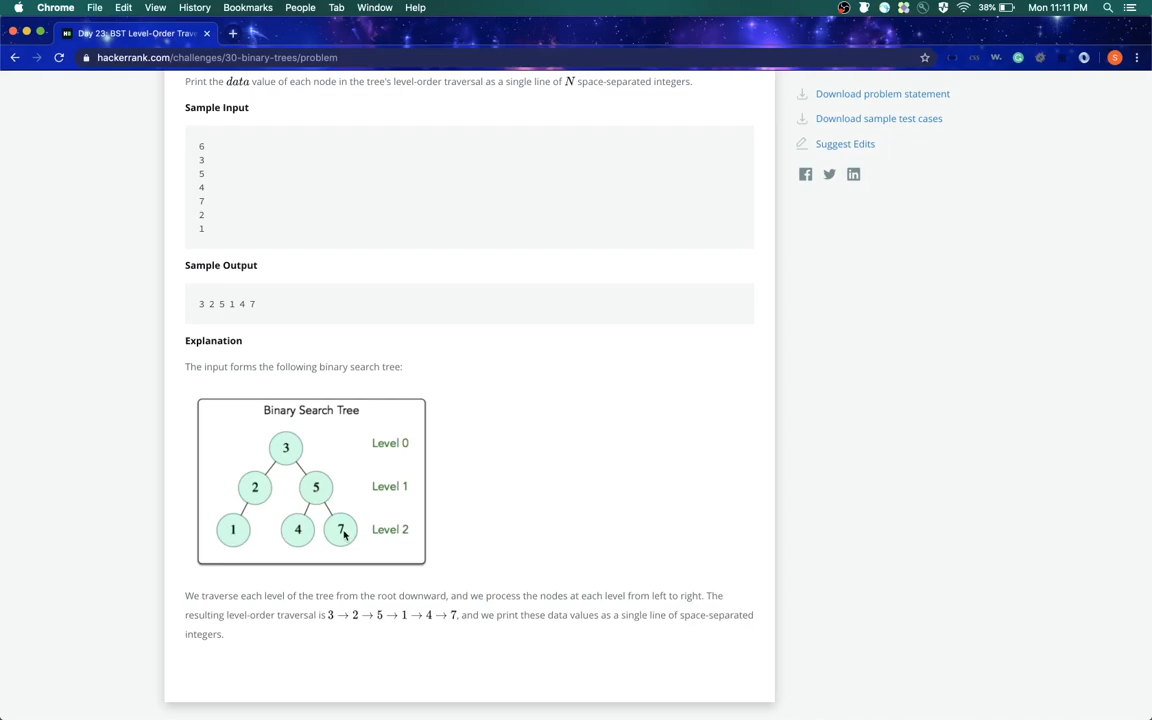 Chrome File Edit View History Bookmarks People Tab Window Help 38% Mon 11:11 PM
Day 23: BST Level-Order Trave
hackerrank.com/challenges/30-binary-trees/problem
Print the data value of each node in the tree's level-order traversal as a single line of N space-separated integers.
Download problem statement
Sample Input
Download sample test cases
Suggest Edits
6
3
5
4
7
2
1
Sample Output
3 2 5 1 4 7
Explanation
The input forms the following binary search tree:
Binary Search Tree
3 Level 0
2 5 Level 1
1 4 7 Level 2
We traverse each level of the tree from the root downward, and we process the nodes at each level from left to right. The
resulting level-order traversal is 3 → 2 → 5 → 1 → 4 → 7, and we print these data values as a single line of space-separated
integers.